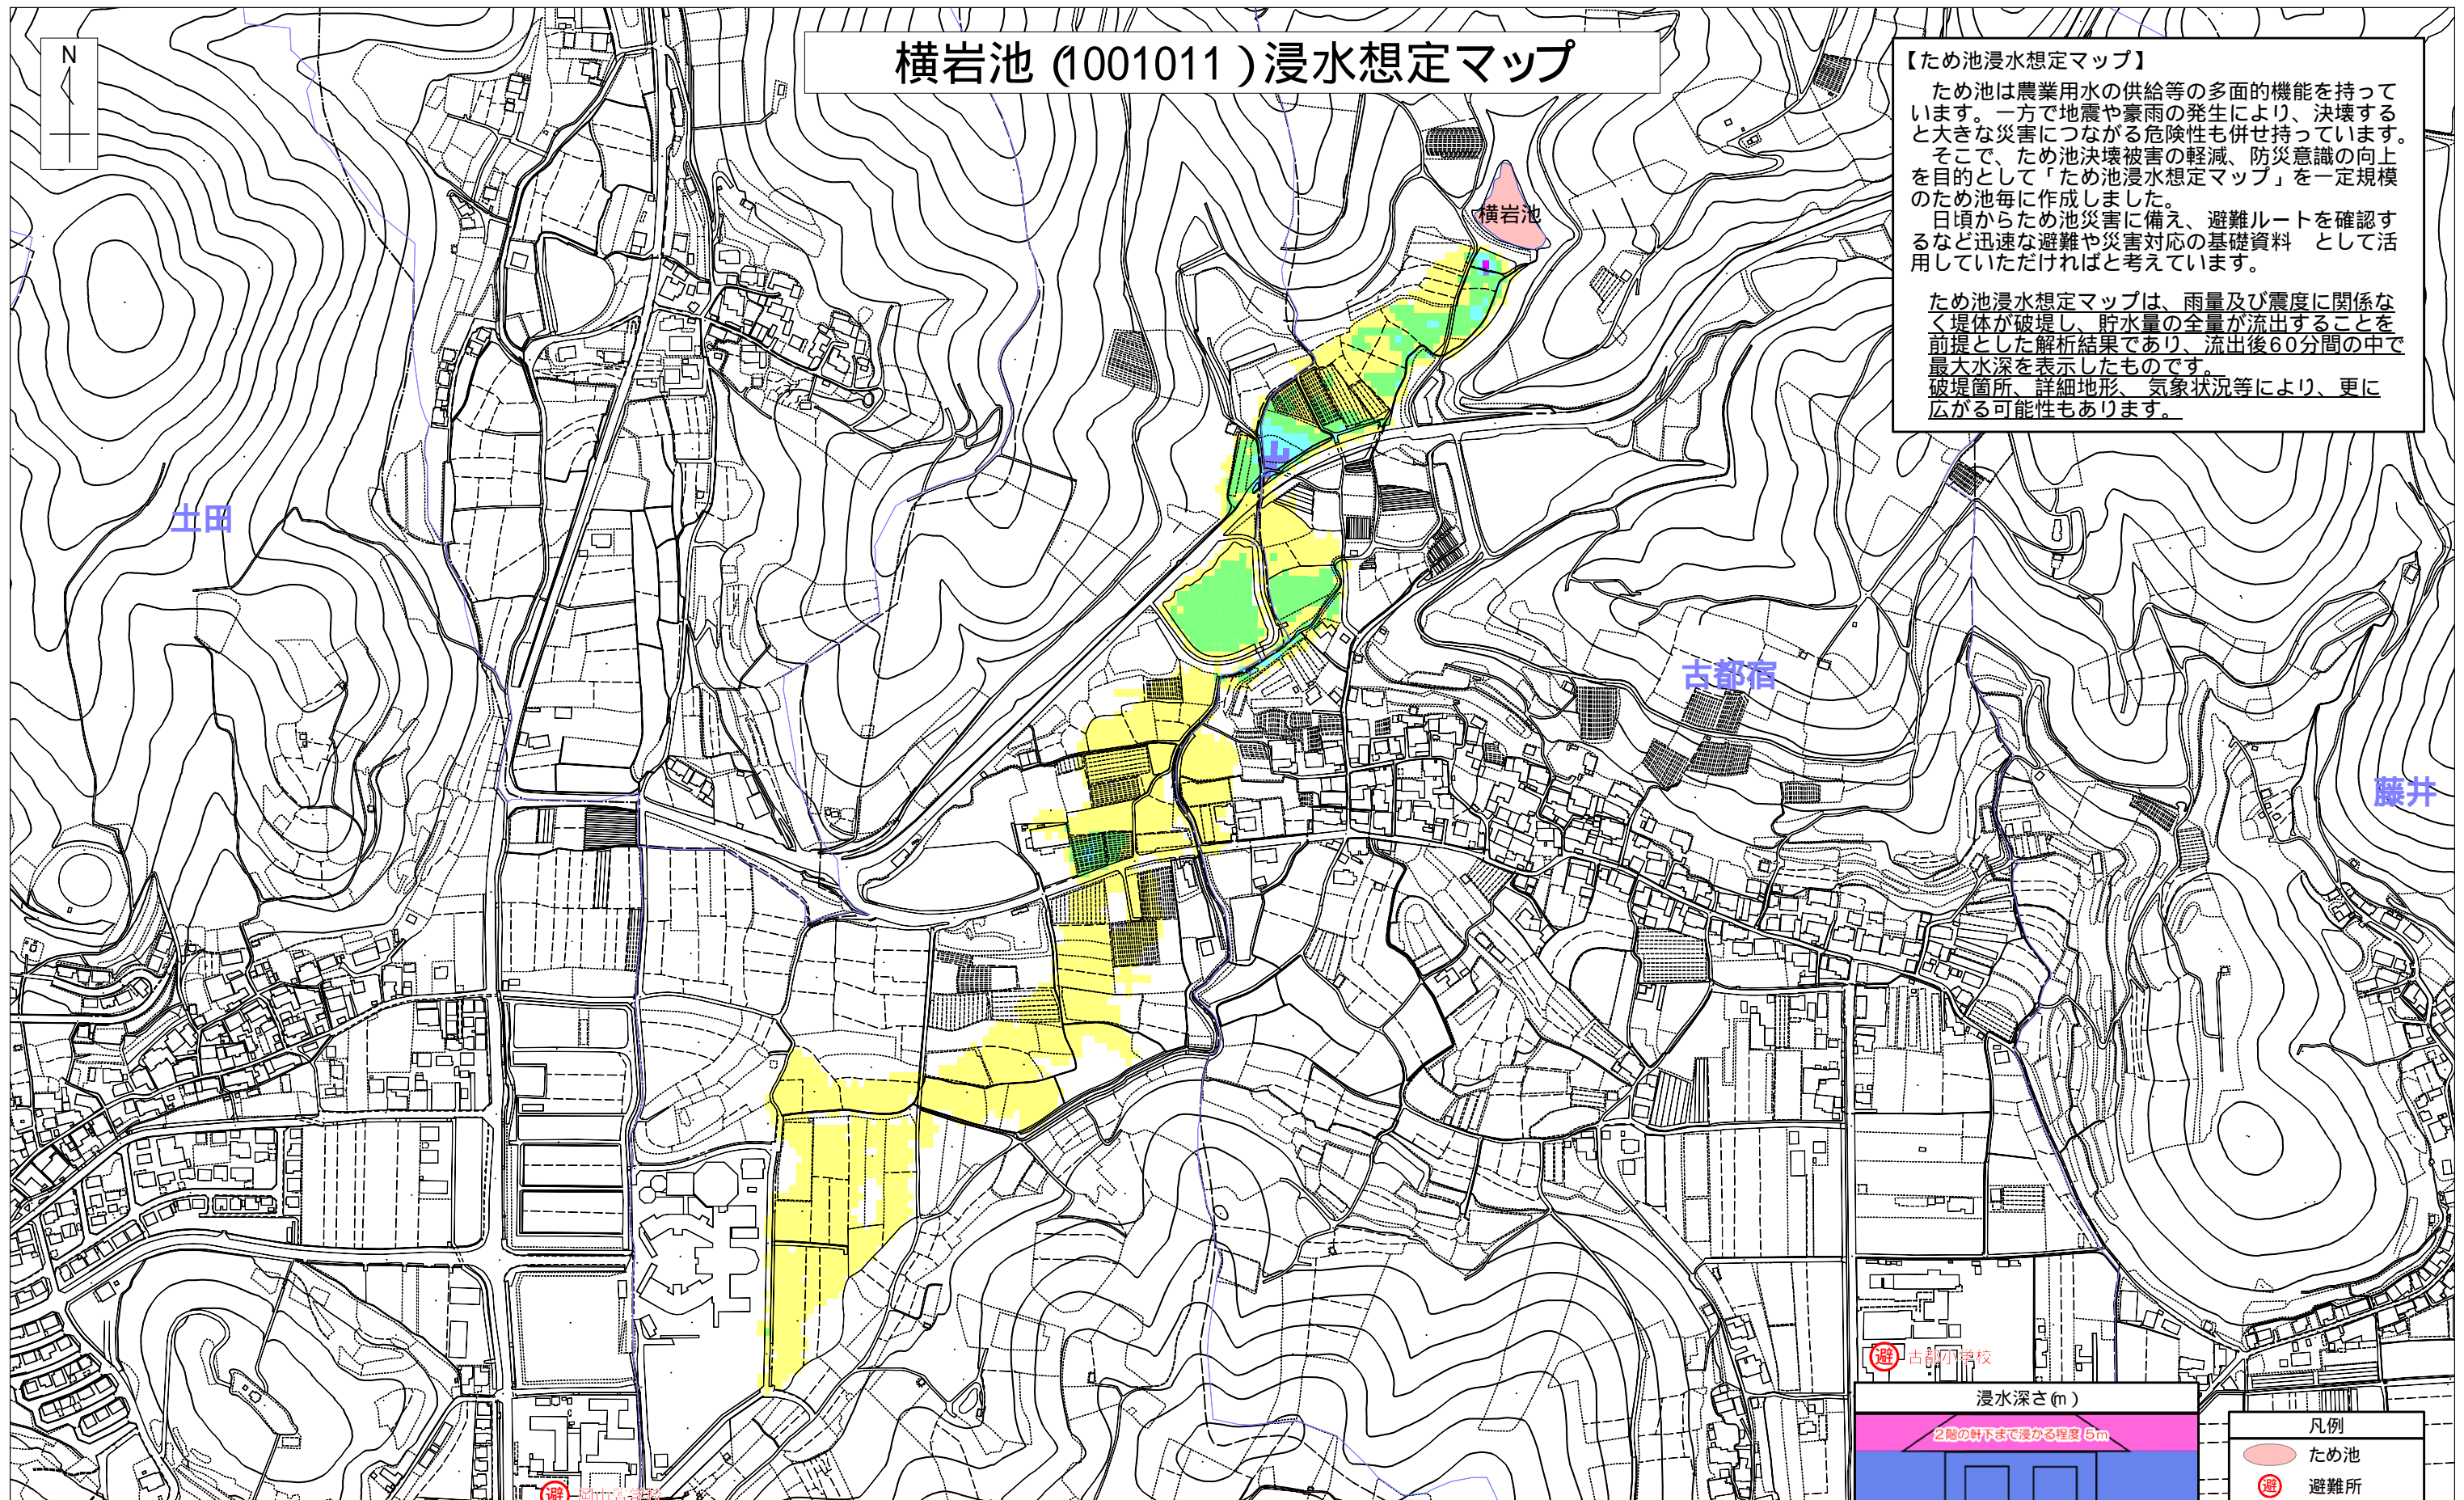 N
横岩池 (1001011) 浸水想定マップ
【ため池浸水想定マップ】
ため池は農業用水の供給等の多面的機能を持って
います。一方で地震や豪雨の発生により、決壊する
と大きな災害につながる危険性も併せ持っています。
そこで、ため池決壊被害の軽減、防災意識の向上
を目的として「ため池浸水想定マップ」を一定規模
のため池毎に作成しました。
日頃からため池災害に備え、避難ルートを確認す
るなど迅速な避難や災害対応の基礎資料　として活
用していただければと考えています。
ため池浸水想定マップは、雨量及び震度に関係な
く堤体が破堤し、貯水量の全量が流出することを
前提とした解析結果であり、流出後60分間の中で
最大水深を表示したものです。
破堤箇所、詳細地形、 気象状況等により、更に
広がる可能性もあります。
横岩池
土田
古都宿
藤井
避 古都小学校
避
浸水深さ(m)
2階の軒下まで浸かる程度 5m
凡例
ため池
避 避難所